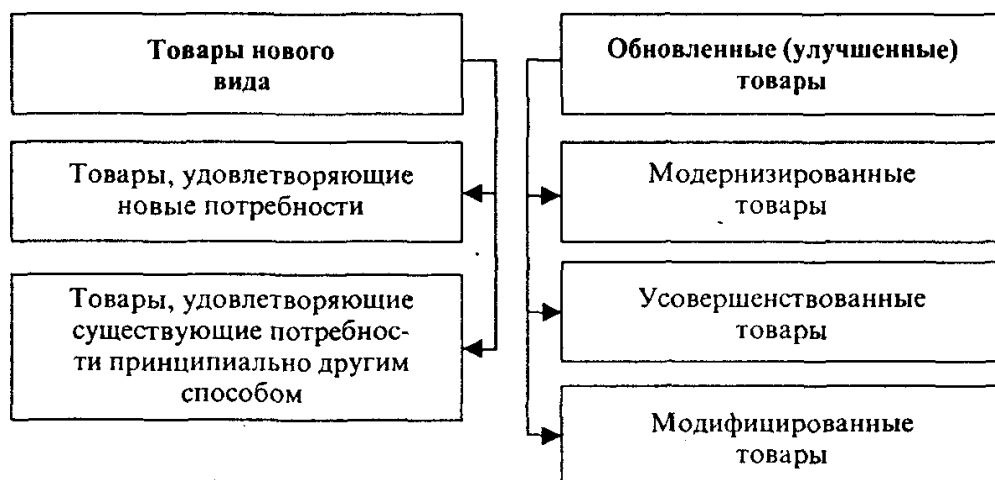 Товары нового
вида
Товары, удовлетворяющие
новые потребности
Товары, удовлетворяющие
существующие потребнос-
ти принципиально другим
способом
Обновленные (улучшенные)
товары
Модернизированные
товары
Усовершенствованные
товары
Модифицированные
товары